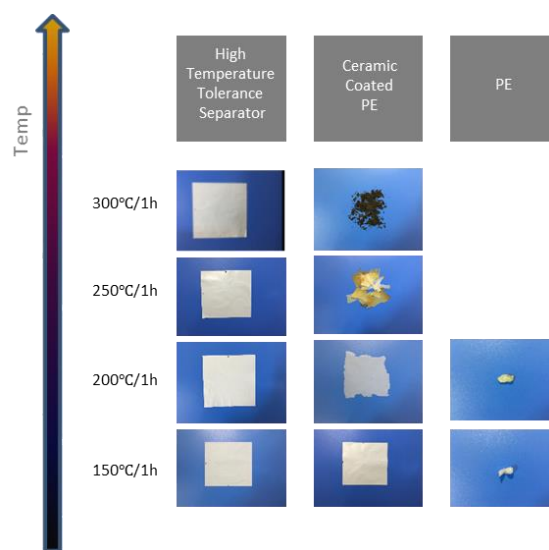 Temp
High
Temperature
Tolerance
Separator
Ceramic
Coated
PE
PE
300°C/1h
250°C/1h
200°C/1h
150°C/1h